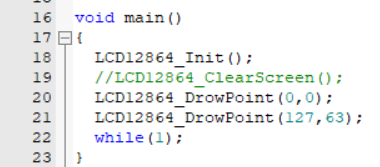 16 void main()
17 {
18 LCD12864_Init();
19 //LCD12864_ClearScreen();
20 LCD12864_DrowPoint(0,0);
21 LCD12864_DrowPoint(127,63);
22 while(1);
23 }